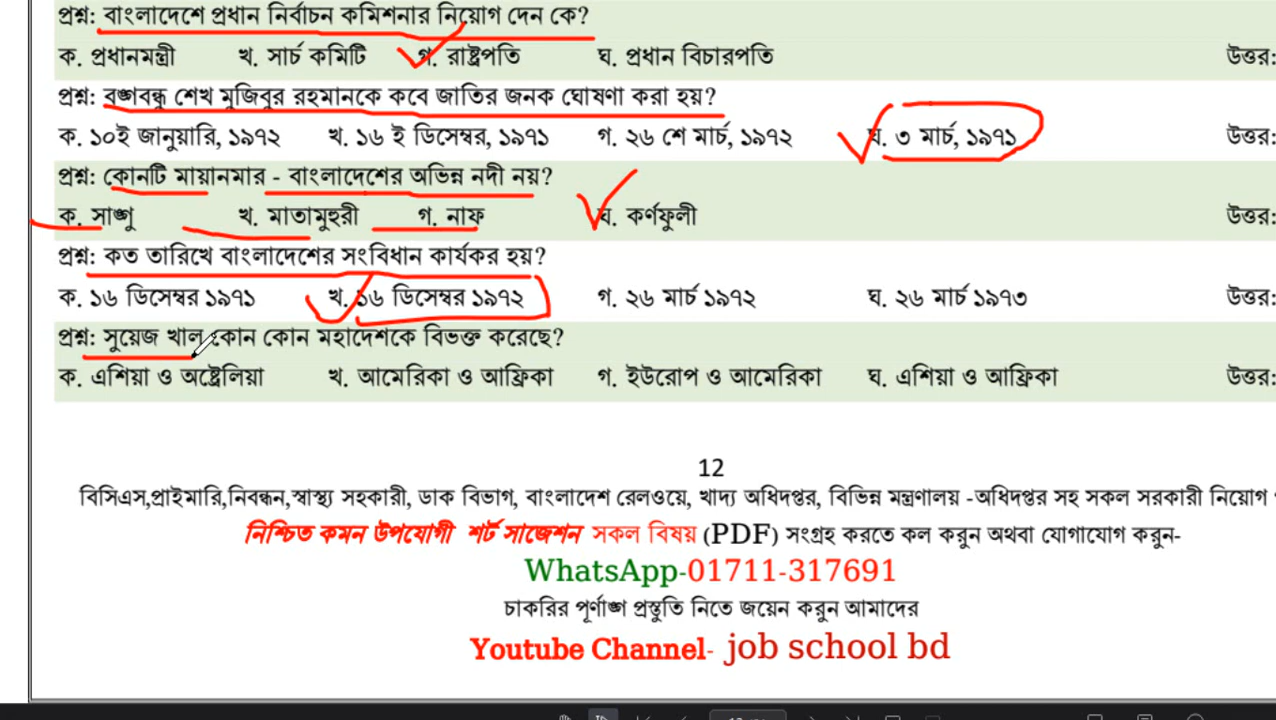 প্রশ্ন: বাংলাদেশে প্রধান নির্বাচন কমিশনার নিয়োগ দেন কে?
ক. প্রধানমন্ত্রী খ. সার্চ কমিটি গ. রাষ্ট্রপতি ঘ. প্রধান বিচারপতি উত্তর:
প্রশ্ন: বঙ্গবন্ধু শেখ মুজিবুর রহমানকে কবে জাতির জনক ঘোষণা করা হয়?
ক. ১০ই জানুয়ারি, ১৯৭২ খ. ১৬ ই ডিসেম্বর, ১৯৭১ গ. ২৬ শে মার্চ, ১৯৭২ ঘ. ৩ মার্চ, ১৯৭১ উত্তর:
প্রশ্ন: কোনটি মায়ানমার - বাংলাদেশের অভিন্ন নদী নয়?
ক. সাঙ্গু খ. মাতামুহুরী গ. নাফ ঘ. কর্ণফুলী উত্তর:
প্রশ্ন: কত তারিখে বাংলাদেশের সংবিধান কার্যকর হয়?
ক. ১৬ ডিসেম্বর ১৯৭১ খ. ১৬ ডিসেম্বর ১৯৭২ গ. ২৬ মার্চ ১৯৭২ ঘ. ২৬ মার্চ ১৯৭৩ উত্তর:
প্রশ্ন: সুয়েজ খাল কোন কোন মহাদেশকে বিভক্ত করেছে?
ক. এশিয়া ও অষ্ট্রেলিয়া খ. আমেরিকা ও আফ্রিকা গ. ইউরোপ ও আমেরিকা ঘ. এশিয়া ও আফ্রিকা উত্তর:
12
বিসিএস,প্রাইমারি,নিবন্ধন,স্বাস্থ্য সহকারী, ডাক বিভাগ, বাংলাদেশ রেলওয়ে, খাদ্য অধিদপ্তর, বিভিন্ন মন্ত্রণালয় -অধিদপ্তর সহ সকল সরকারী নিয়োগ
নিশ্চিত কমন উপযোগী শর্ট সাজেশন সকল বিষয় (PDF) সংগ্রহ করতে কল করুন অথবা যোগাযোগ করুন-
WhatsApp-01711-317691
চাকরির পূর্ণাঙ্গ প্রস্তুতি নিতে জয়েন করুন আমাদের
Youtube Channel- job school bd